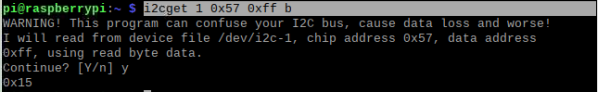 pi@raspberrypi:~ $ i2cget 1 0x57 0xff b
WARNING! This program can confuse your I2C bus, cause data loss and worse!
I will read from device file /dev/i2c-1, chip address 0x57, data address
0xff, using read byte data.
Continue? [Y/n] y
0x15